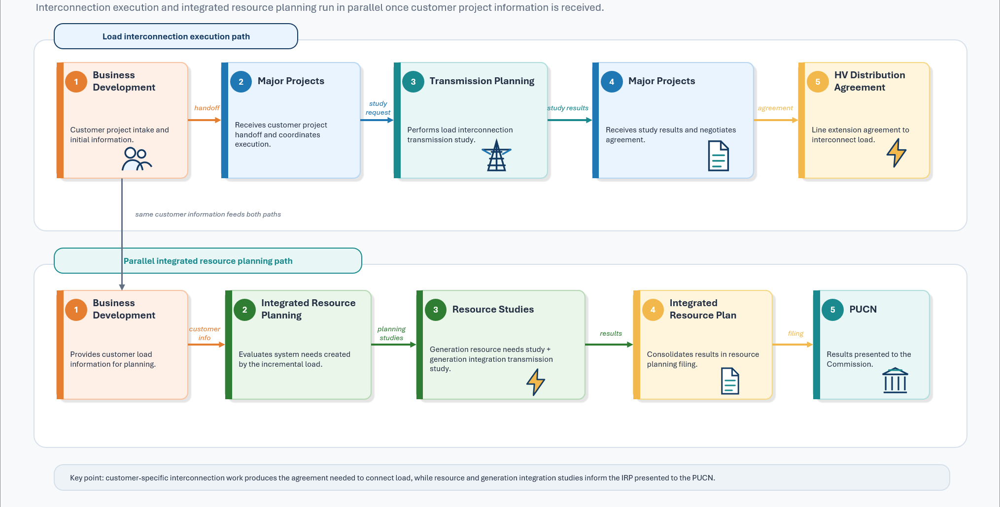 Interconnection execution and integrated resource planning run in parallel once customer project information is received.
Load interconnection execution path
1
Business
Development
Customer project intake and
initial information.
handoff
2
Major Projects
Receives customer project
handoff and coordinates
execution.
study
request
3
Transmission Planning
Performs load interconnection
transmission study.
study results
4
Major Projects
Receives study results and negotiates
agreement.
agreement
5
HV Distribution
Agreement
Line extension agreement to
interconnect load.
same customer information feeds both paths
Parallel integrated resource planning path
1
Business
Development
Provides customer load
information for planning.
customer
info
2
Integrated Resource
Planning
Evaluates system needs created
by the incremental load.
planning
studies
3
Resource Studies
Generation resource needs study +
generation integration transmission
study.
results
4
Integrated
Resource Plan
Consolidates results in resource
planning filing.
filing
5
PUCN
Results presented to the
Commission.
Key point: customer-specific interconnection work produces the agreement needed to connect load, while resource and generation integration studies inform the IRP presented to the PUCN.